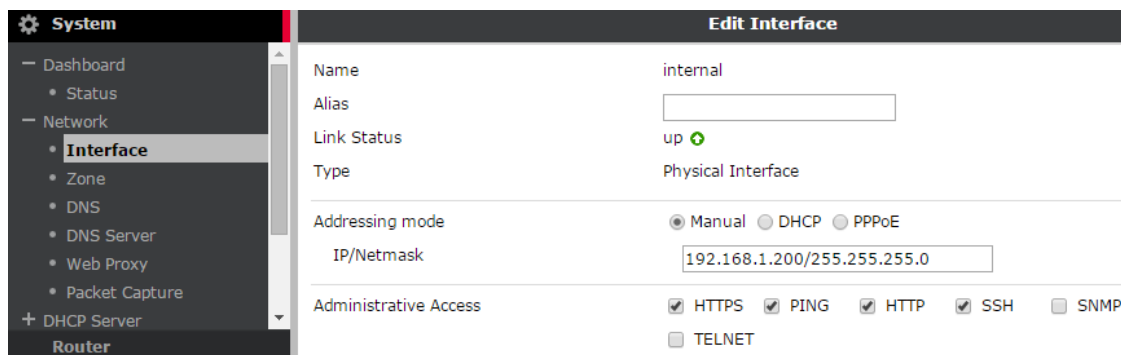 System
Dashboard
Status
Network
Interface
Zone
DNS
DNS Server
Web Proxy
Packet Capture
DHCP Server
Router
Edit Interface
Name internal
Alias
Link Status up
Type Physical Interface
Addressing mode Manual DHCP PPPoE
IP/Netmask 192.168.1.200/255.255.255.0
Administrative Access HTTPS PING HTTP SSH SNMP
TELNET